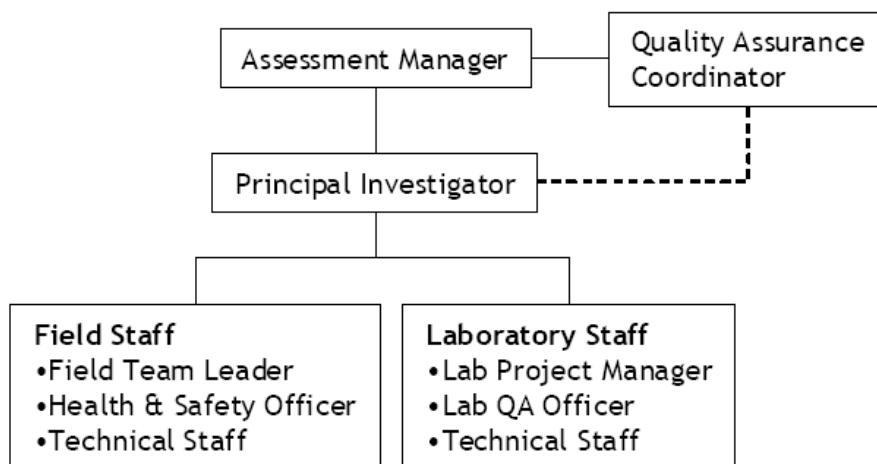 Assessment Manager
Quality Assurance
Coordinator
Principal Investigator
Field Staff
•Field Team Leader
•Health & Safety Officer
•Technical Staff
Laboratory Staff
•Lab Project Manager
•Lab QA Officer
•Technical Staff